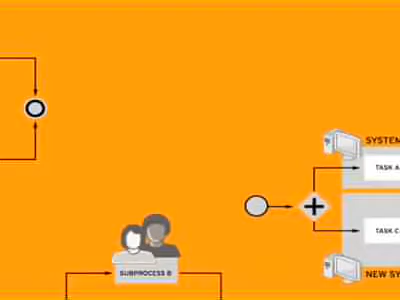 SYSTEM
TASK A
TASK C
SUBPROCESS B
NEW SY